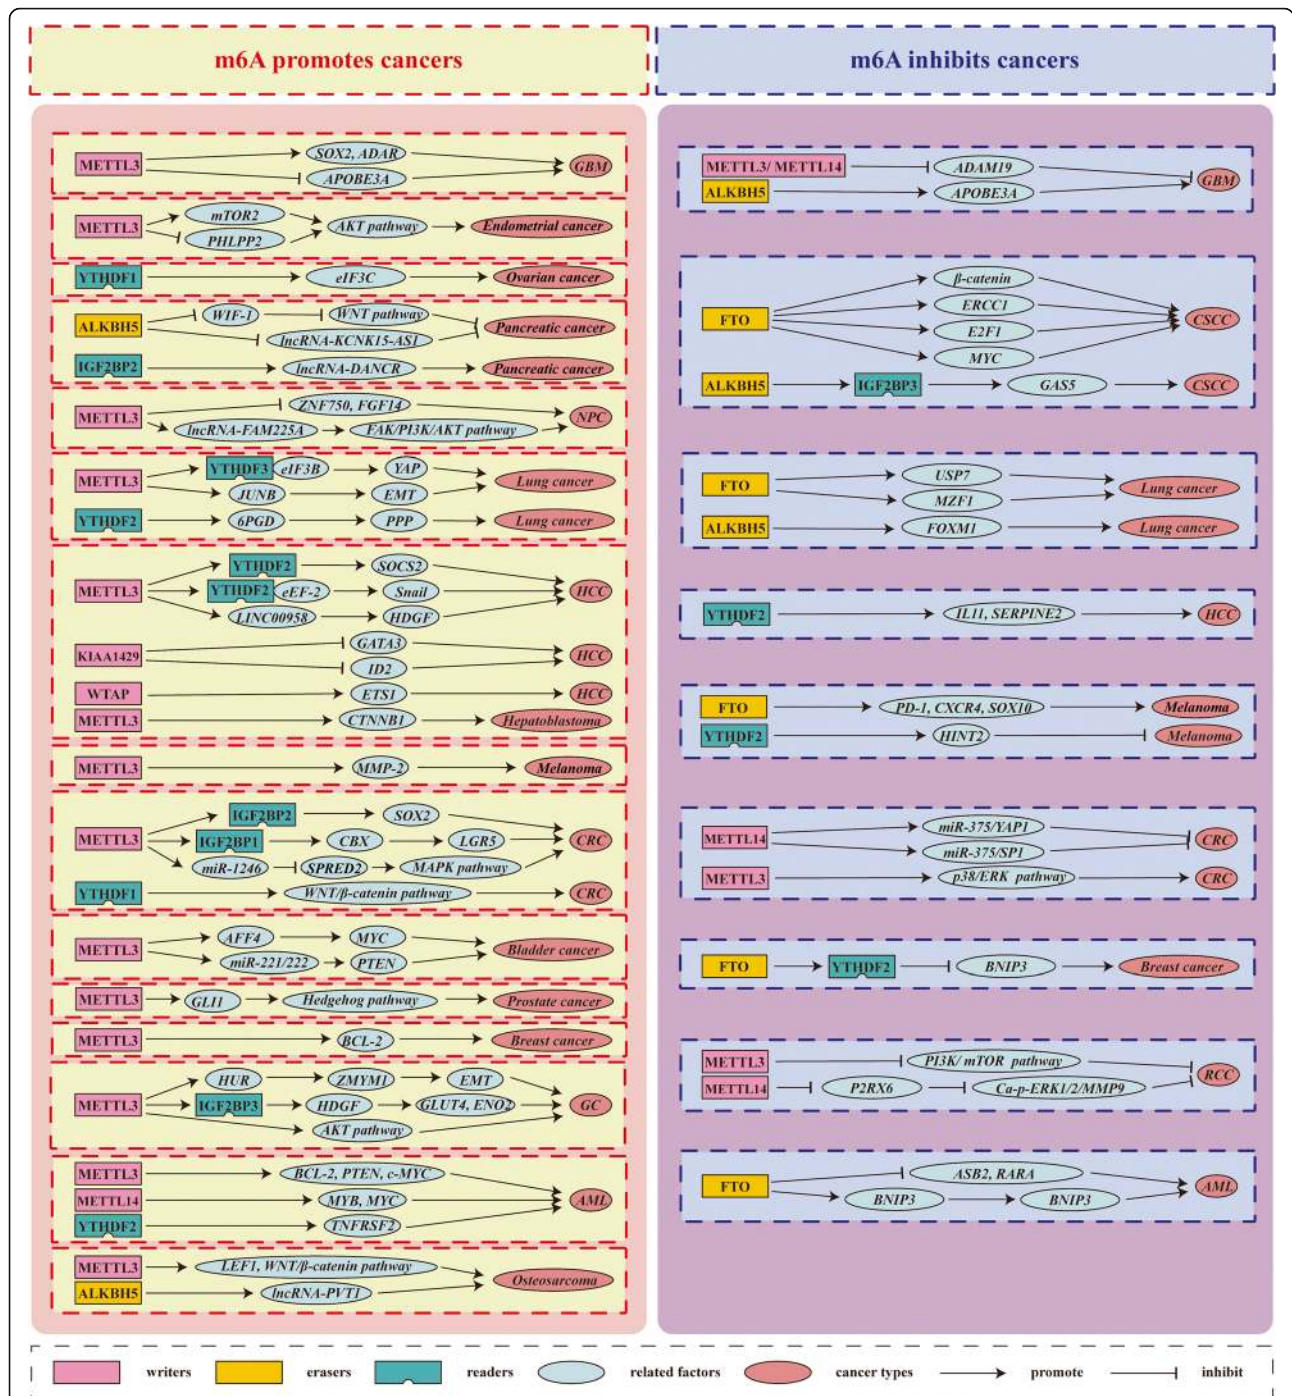 m6A promotes cancers
METTL3
SOX2, ADAR
APOBE3A
GBM
METTL3
mTOR2
PHLPP2
AKT pathway
Endometrial cancer
YTHDF1
eIF3C
Ovarian cancer
ALKBH5
WIF-1
WNT pathway
lncRNA-KCNK15-AS1
Pancreatic cancer
IGF2BP2
lncRNA-DANCR
Pancreatic cancer
METTL3
ZNF750, FGF14
lncRNA-FAM225A
FAK/PI3K/AKT pathway
NPC
METTL3
YTHDF3
eIF3B
YAP
JUNB
EMT
Lung cancer
YTHDF2
6PGD
PPP
Lung cancer
METTL3
YTHDF2
SOCS2
YTHDF2
eEF-2
Snail
LINC00958
HDGF
HCC
KIAA1429
GATA3
ID2
HCC
WTAP
ETS1
HCC
METTL3
CTNNB1
Hepatoblastoma
METTL3
MMP-2
Melanoma
METTL3
IGF2BP2
SOX2
IGF2BP1
CBX
LGR5
miR-1246
SPRED2
MAPK pathway
CRC
YTHDF1
WNT/β-catenin pathway
CRC
METTL3
AFF4
MYC
miR-221/222
PTEN
Bladder cancer
METTL3
GLI1
Hedgehog pathway
Prostate cancer
METTL3
BCL-2
Breast cancer
METTL3
HUR
ZMYM1
EMT
IGF2BP3
HDGF
GLUT4, ENO2
AKT pathway
GC
METTL3
BCL-2, PTEN, c-MYC
METTL14
MYB, MYC
YTHDF2
TNFRSF2
AML
METTL3
LEF1, WNT/β-catenin pathway
ALKBH5
lncRNA-PVT1
Osteosarcoma
m6A inhibits cancers
METTL3/ METTL14
ADAM19
ALKBH5
APOBE3A
GBM
FTO
β-catenin
ERCC1
E2F1
MYC
CSCC
ALKBH5
IGF2BP3
GAS5
CSCC
FTO
USP7
MZF1
Lung cancer
ALKBH5
FOXM1
Lung cancer
YTHDF2
IL11, SERPINE2
HCC
FTO
PD-1, CXCR4, SOX10
Melanoma
YTHDF2
HINT2
Melanoma
METTL14
miR-375/YAP1
miR-375/SP1
CRC
METTL3
p38/ERK pathway
CRC
FTO
YTHDF2
BNIP3
Breast cancer
METTL3
PI3K/ mTOR pathway
METTL14
P2RX6
Ca-p-ERK1/2/MMP9
RCC
FTO
ASB2, RARA
BNIP3
BNIP3
AML
writers
erasers
readers
related factors
cancer types
promote
inhibit